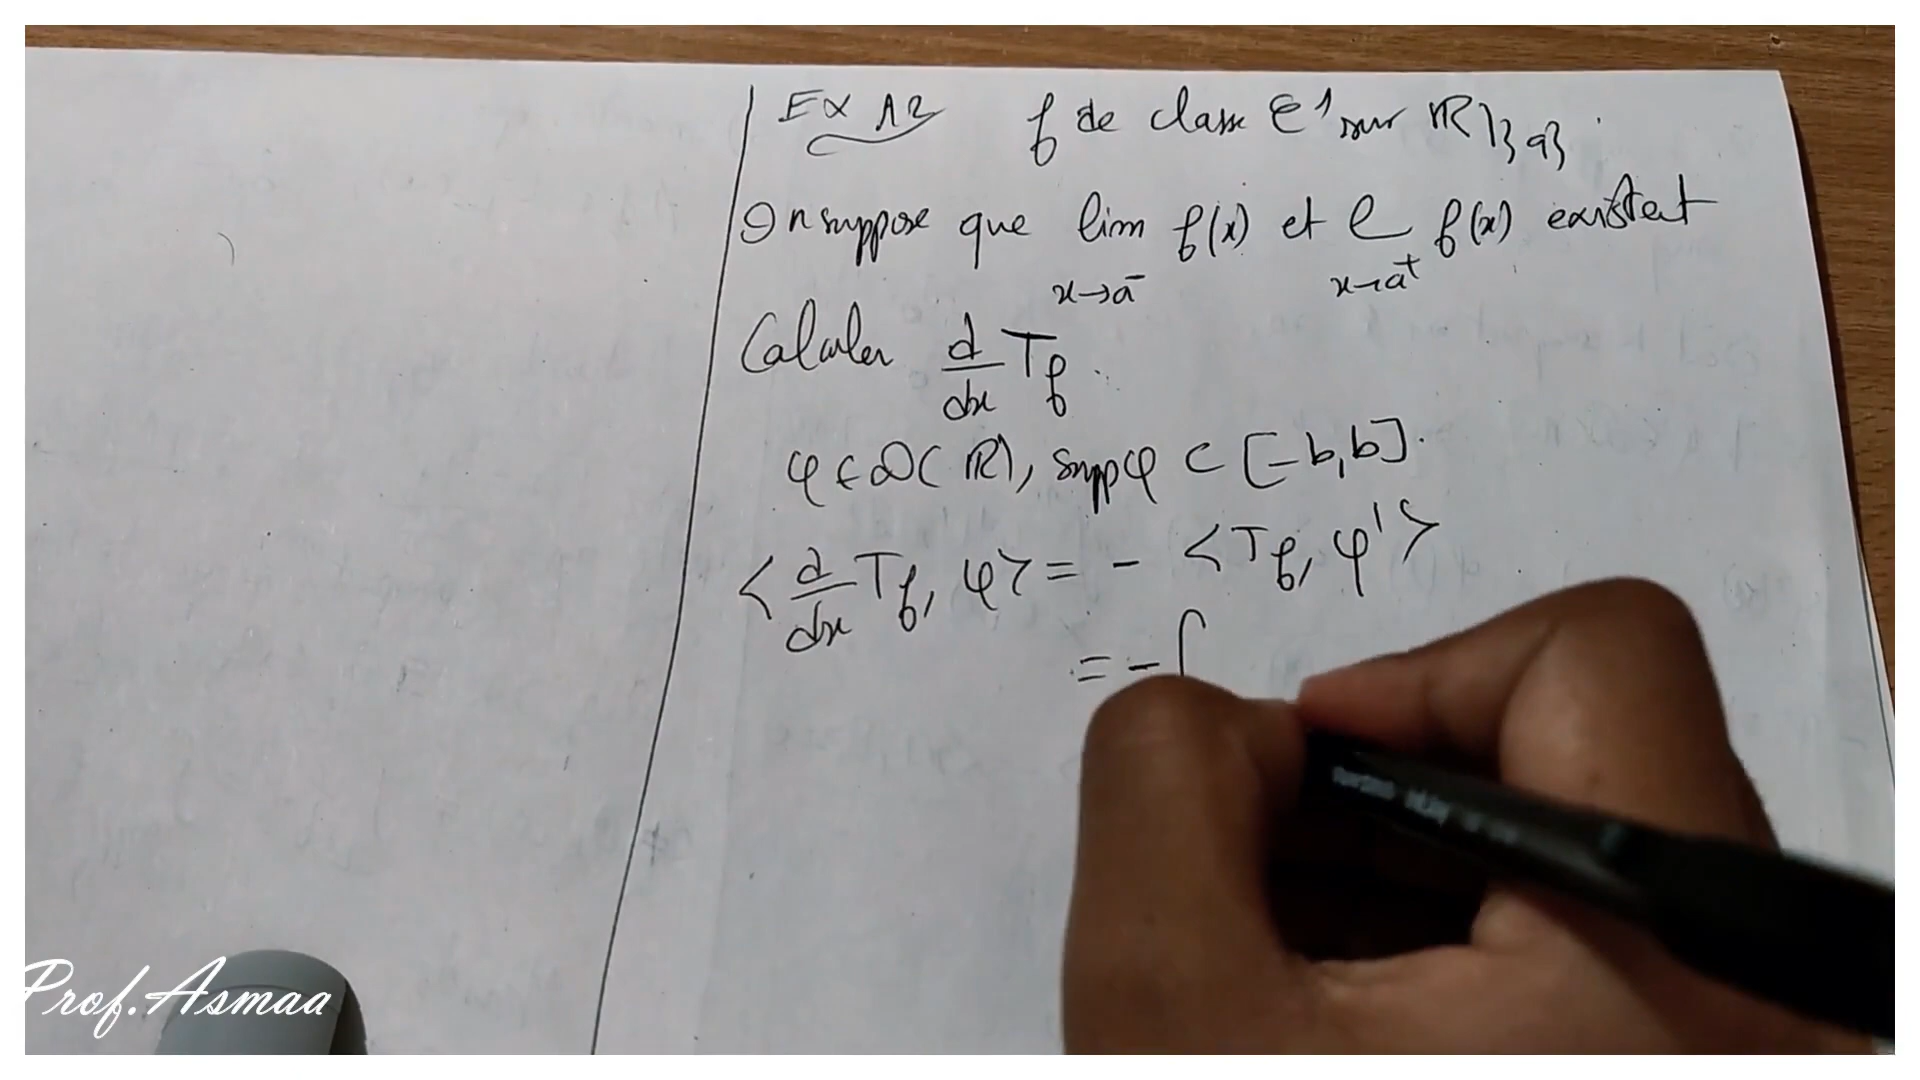 Ex 12 f de classe C¹ sur ℝ\{a}.
On suppose que lim f(x) et l f(x) existent
x→a⁻ x→a⁺
Calculer d/dx T_f.
φ ∈ D(ℝ), supp φ ⊂ [-b,b].
<d/dx T_f, φ> = - <T_f, φ'>
= - ∫
Prof.Asmaa